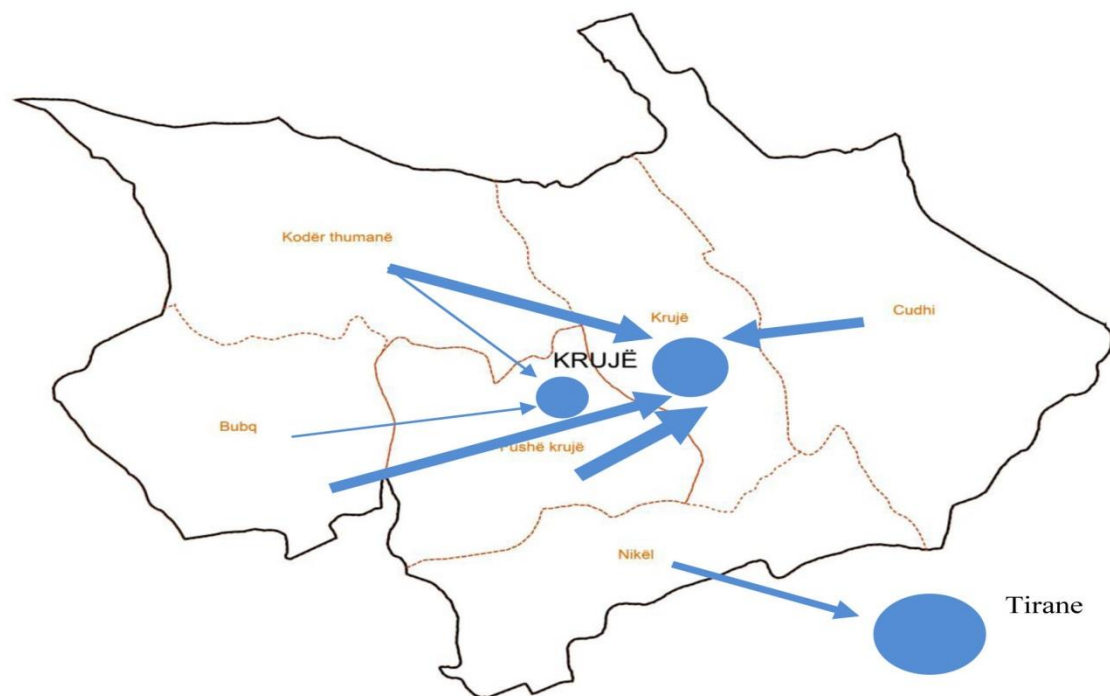 Kodër thumanë
Krujë
Cudhi
KRUJË
Bubq
Fushë krujë
Nikël
Tirane